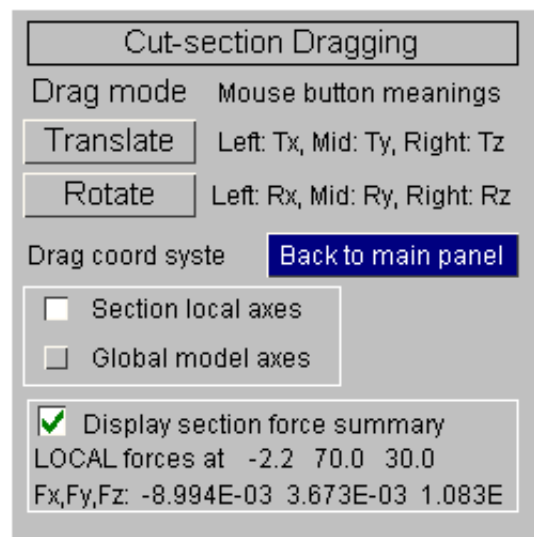 Cut-section Dragging
Drag mode Mouse button meanings
Translate Left: Tx, Mid: Ty, Right: Tz
Rotate Left: Rx, Mid: Ry, Right: Rz
Drag coord syste Back to main panel
Section local axes
Global model axes
Display section force summary
LOCAL forces at -2.2 70.0 30.0
Fx,Fy,Fz: -8.994E-03 3.673E-03 1.083E